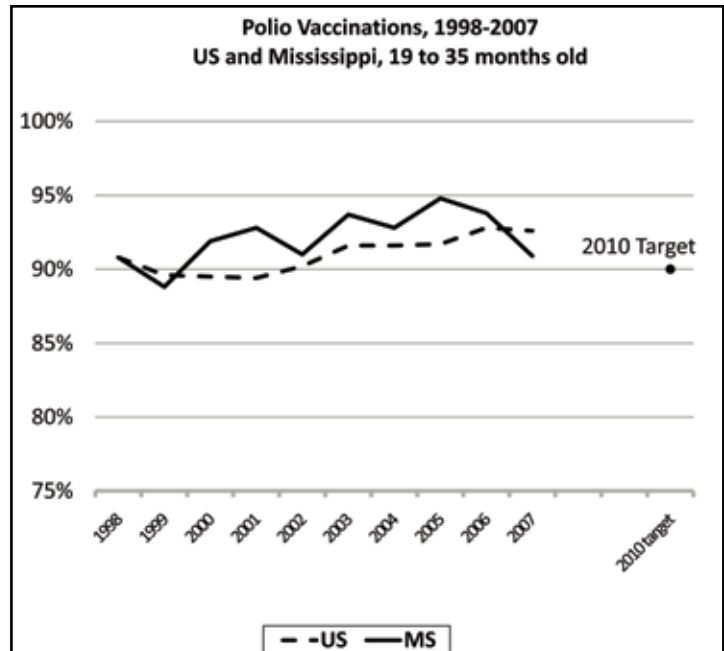 Polio Vaccinations, 1998-2007
US and Mississippi, 19 to 35 months old
100%
95%
90%
85%
80%
75%
2010 Target
1998
1999
2000
2001
2002
2003
2004
2005
2006
2007
2010 target
US
MS